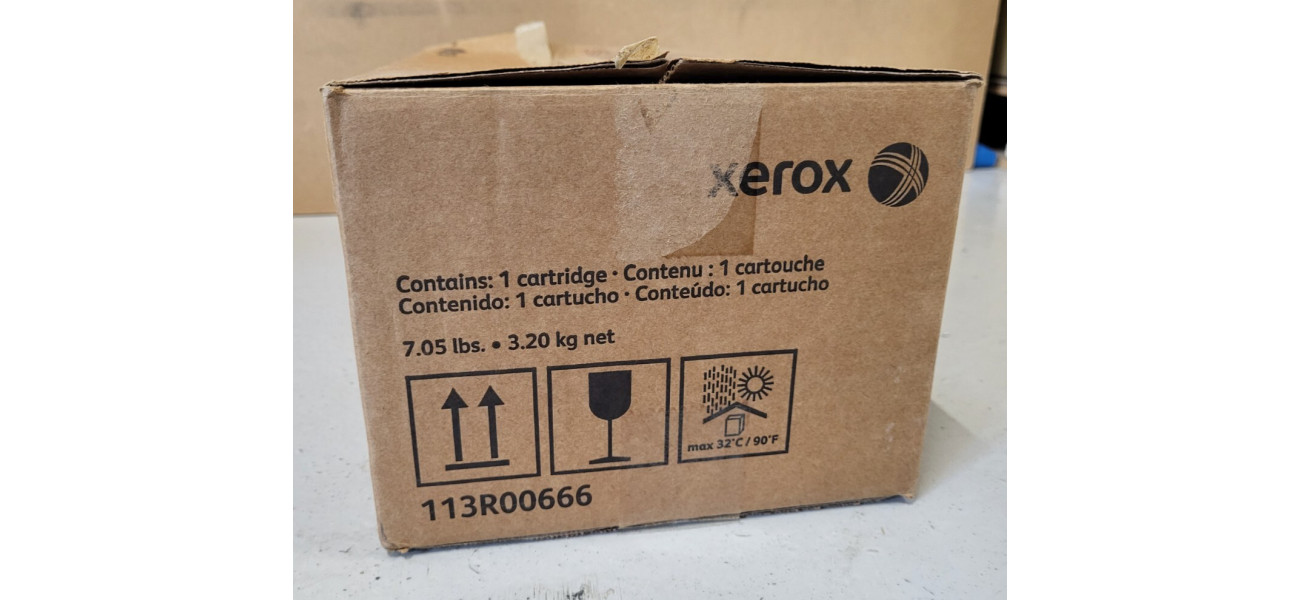 xerox
Contains: 1 cartridge · Contenu : 1 cartouche
Contenido: 1 cartucho · Conteúdo: 1 cartucho
7.05 lbs. • 3.20 kg net
max 32°C / 90°F
113R00666